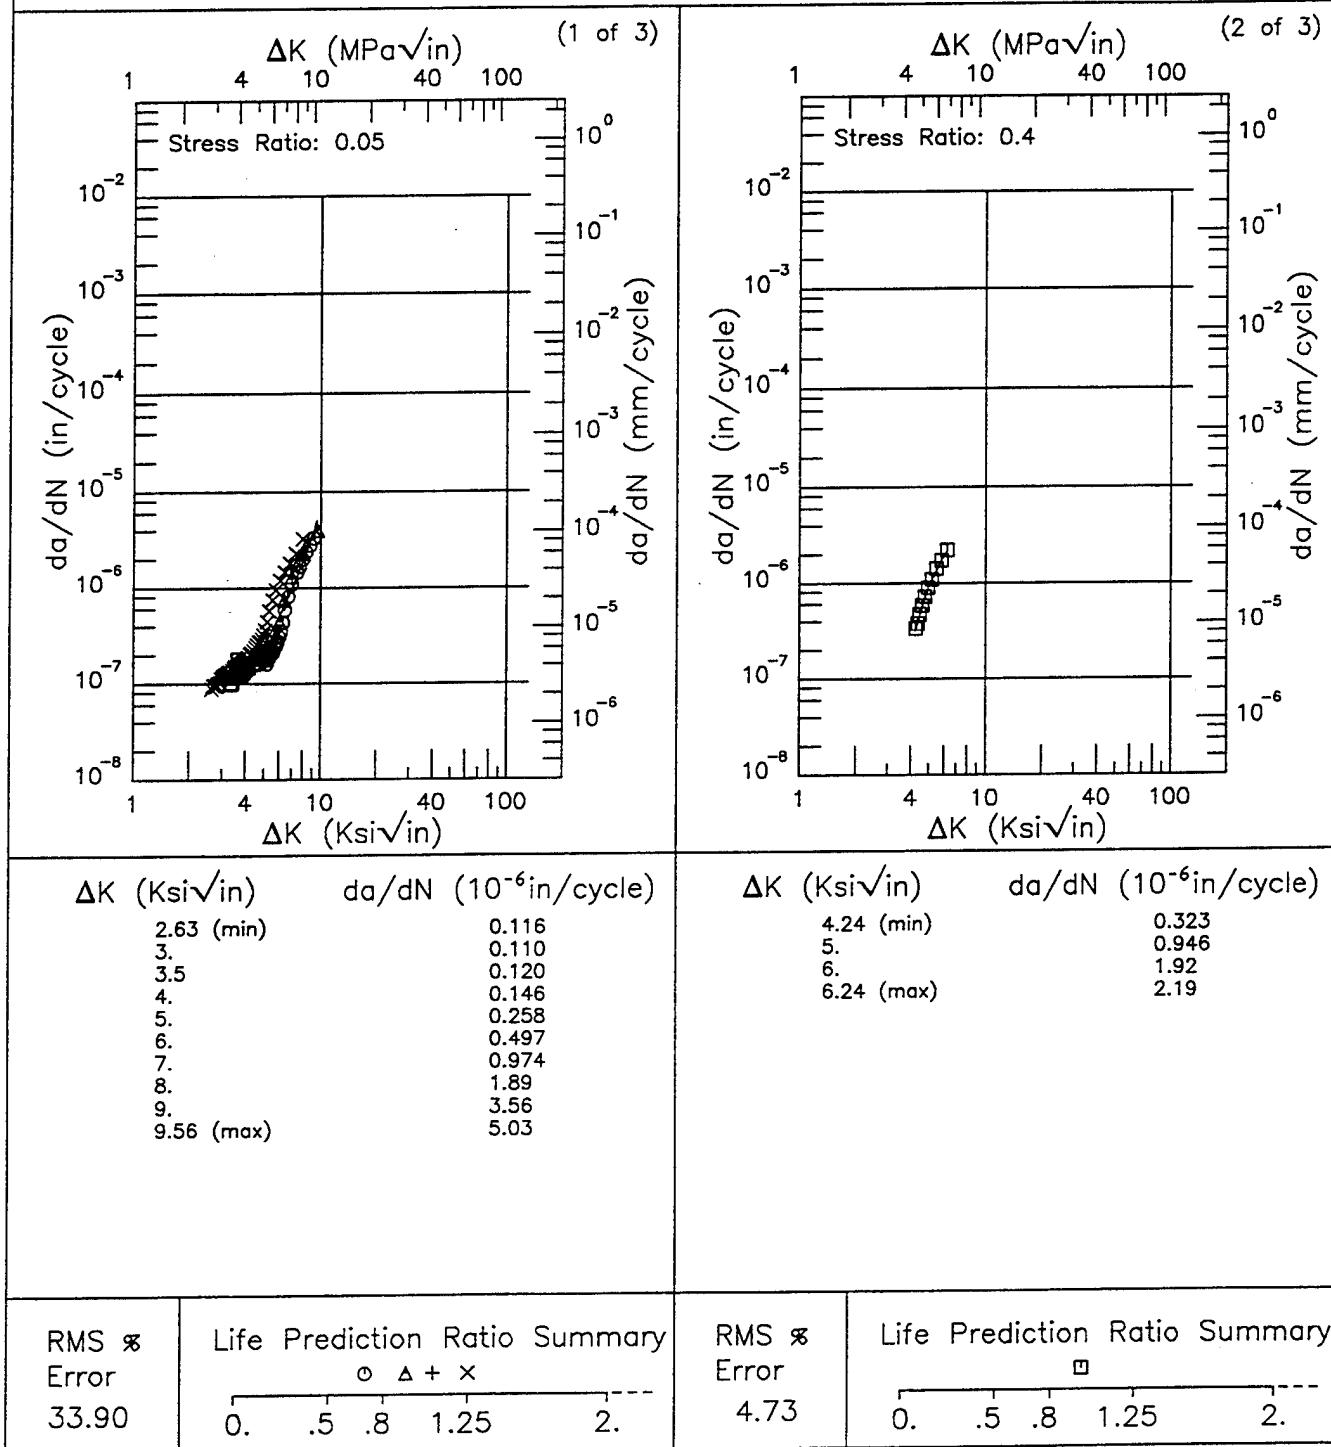 (1 of 3)
ΔK (MPa√in)
1 4 10 40 100
Stress Ratio: 0.05
10⁰
10⁻¹
10⁻²
10⁻³
10⁻⁴
10⁻⁵
10⁻⁶
da/dN (mm/cycle)
10⁻²
10⁻³
10⁻⁴
10⁻⁵
10⁻⁶
10⁻⁷
10⁻⁸
da/dN (in/cycle)
1 4 10 40 100
ΔK (Ksi√in)
ΔK (Ksi√in) da/dN (10⁻⁶in/cycle)
2.63 (min) 0.116
3. 0.110
3.5 0.120
4. 0.146
5. 0.258
6. 0.497
7. 0.974
8. 1.89
9. 3.56
9.56 (max) 5.03
RMS %
Error
33.90
Life Prediction Ratio Summary
0. .5 .8 1.25 2.
(2 of 3)
ΔK (MPa√in)
1 4 10 40 100
Stress Ratio: 0.4
10⁰
10⁻¹
10⁻²
10⁻³
10⁻⁴
10⁻⁵
10⁻⁶
da/dN (mm/cycle)
10⁻²
10⁻³
10⁻⁴
10⁻⁵
10⁻⁶
10⁻⁷
10⁻⁸
da/dN (in/cycle)
1 4 10 40 100
ΔK (Ksi√in)
ΔK (Ksi√in) da/dN (10⁻⁶in/cycle)
4.24 (min) 0.323
5. 0.946
6. 1.92
6.24 (max) 2.19
RMS %
Error
4.73
Life Prediction Ratio Summary
0. .5 .8 1.25 2.